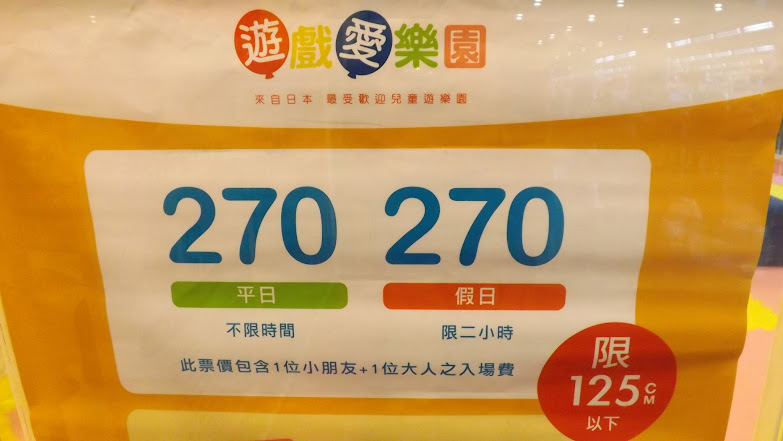 遊戲愛樂園
來自日本 最受歡迎兒童遊樂園
270 270
平日 假日
不限時間 限二小時
此票價包含1位小朋友+1位大人之入場費
限
125CM
以下